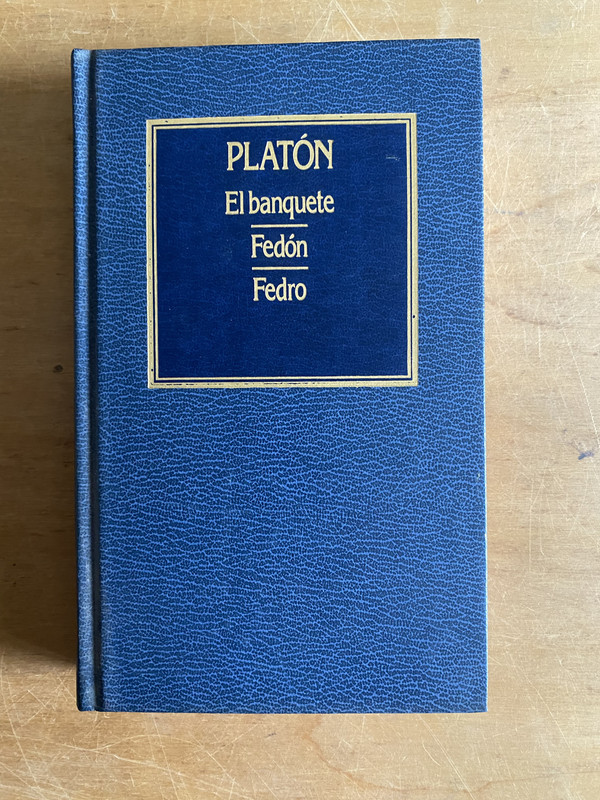 PLATÓN
El banquete
Fedón
Fedro